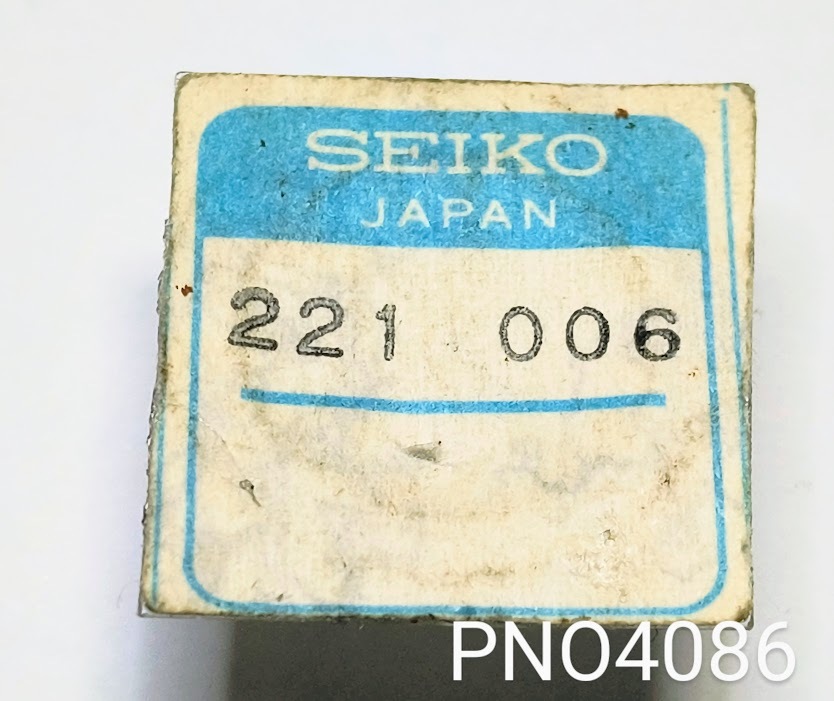 SEIKO
JAPAN
221 006
PNO4086